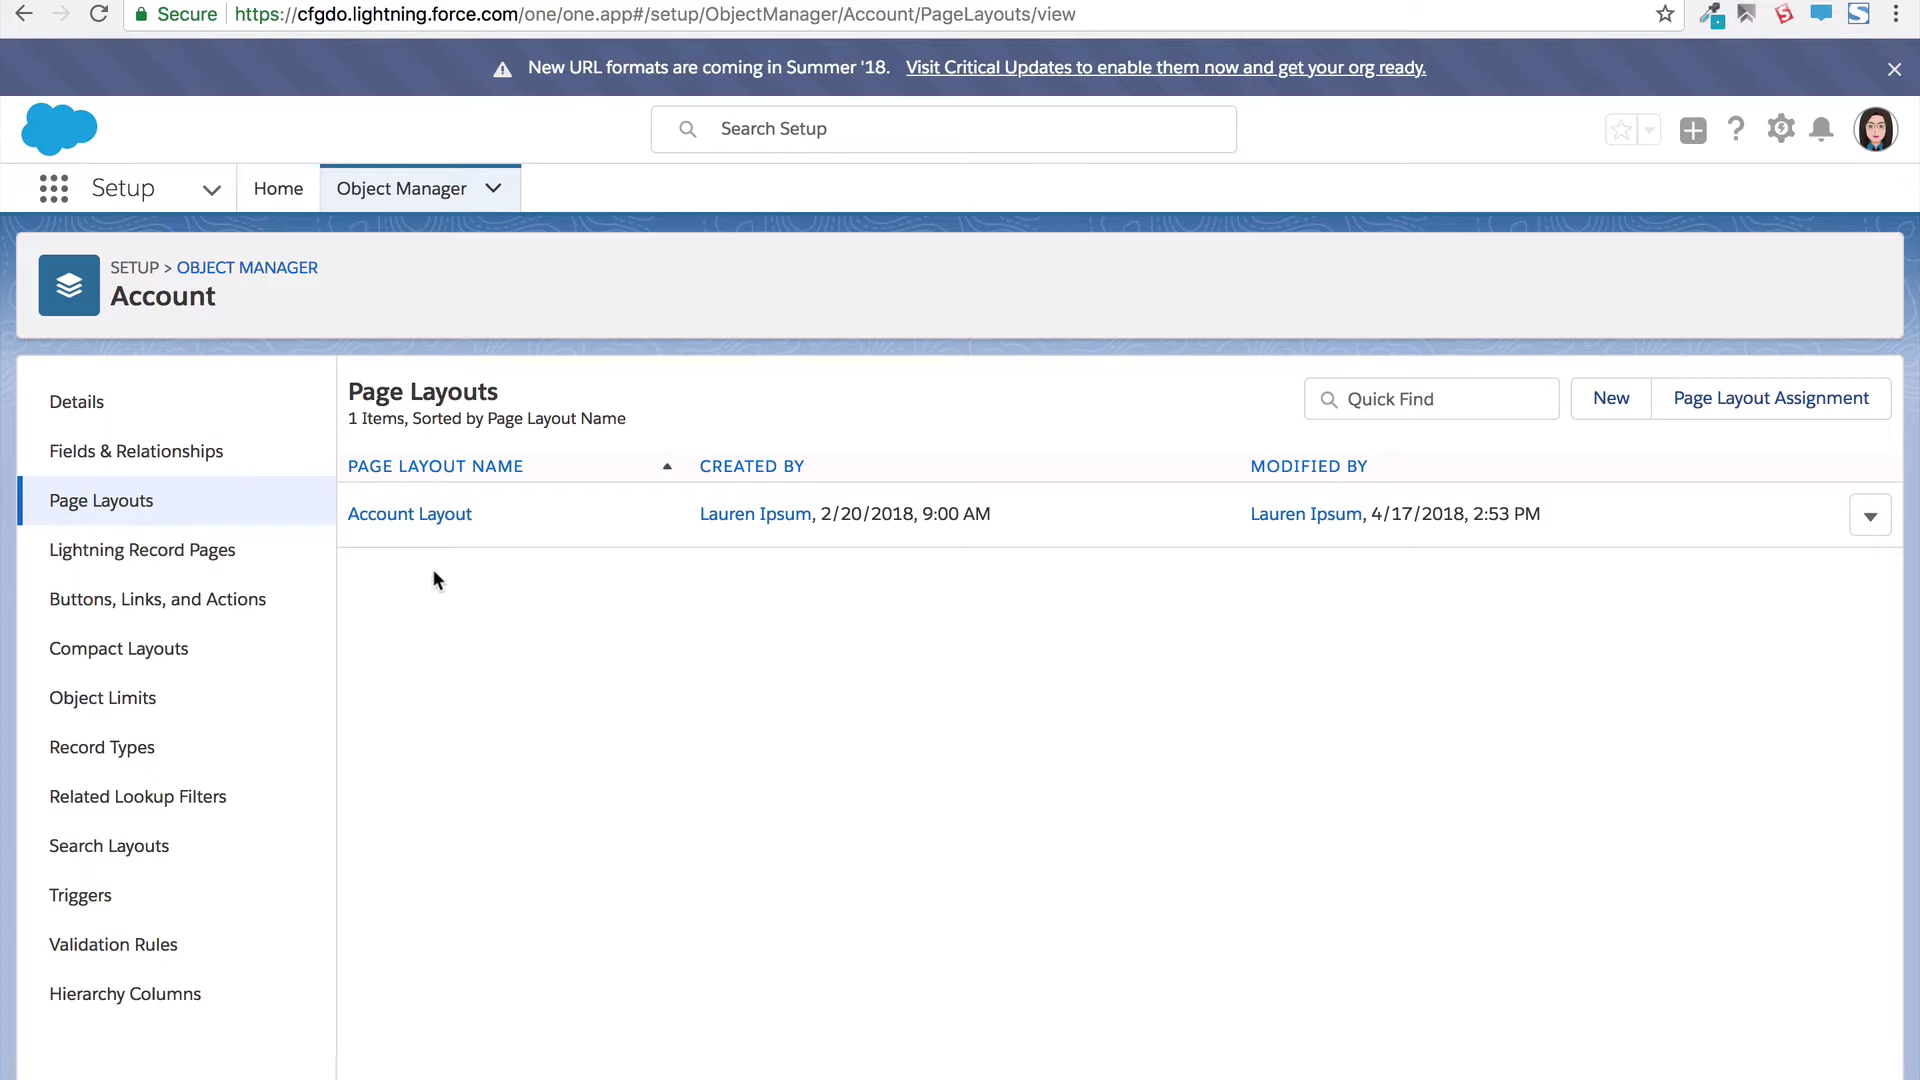 Secure https://cfgdo.lightning.force.com/one/one.app#/setup/ObjectManager/Account/PageLayouts/view
New URL formats are coming in Summer '18. Visit Critical Updates to enable them now and get your org ready.
Search Setup
Setup Home Object Manager
SETUP > OBJECT MANAGER
Account
Details
Fields & Relationships
Page Layouts
Lightning Record Pages
Buttons, Links, and Actions
Compact Layouts
Object Limits
Record Types
Related Lookup Filters
Search Layouts
Triggers
Validation Rules
Hierarchy Columns
Page Layouts
1 Items, Sorted by Page Layout Name
Quick Find New Page Layout Assignment
PAGE LAYOUT NAME CREATED BY MODIFIED BY
Account Layout Lauren Ipsum, 2/20/2018, 9:00 AM Lauren Ipsum, 4/17/2018, 2:53 PM